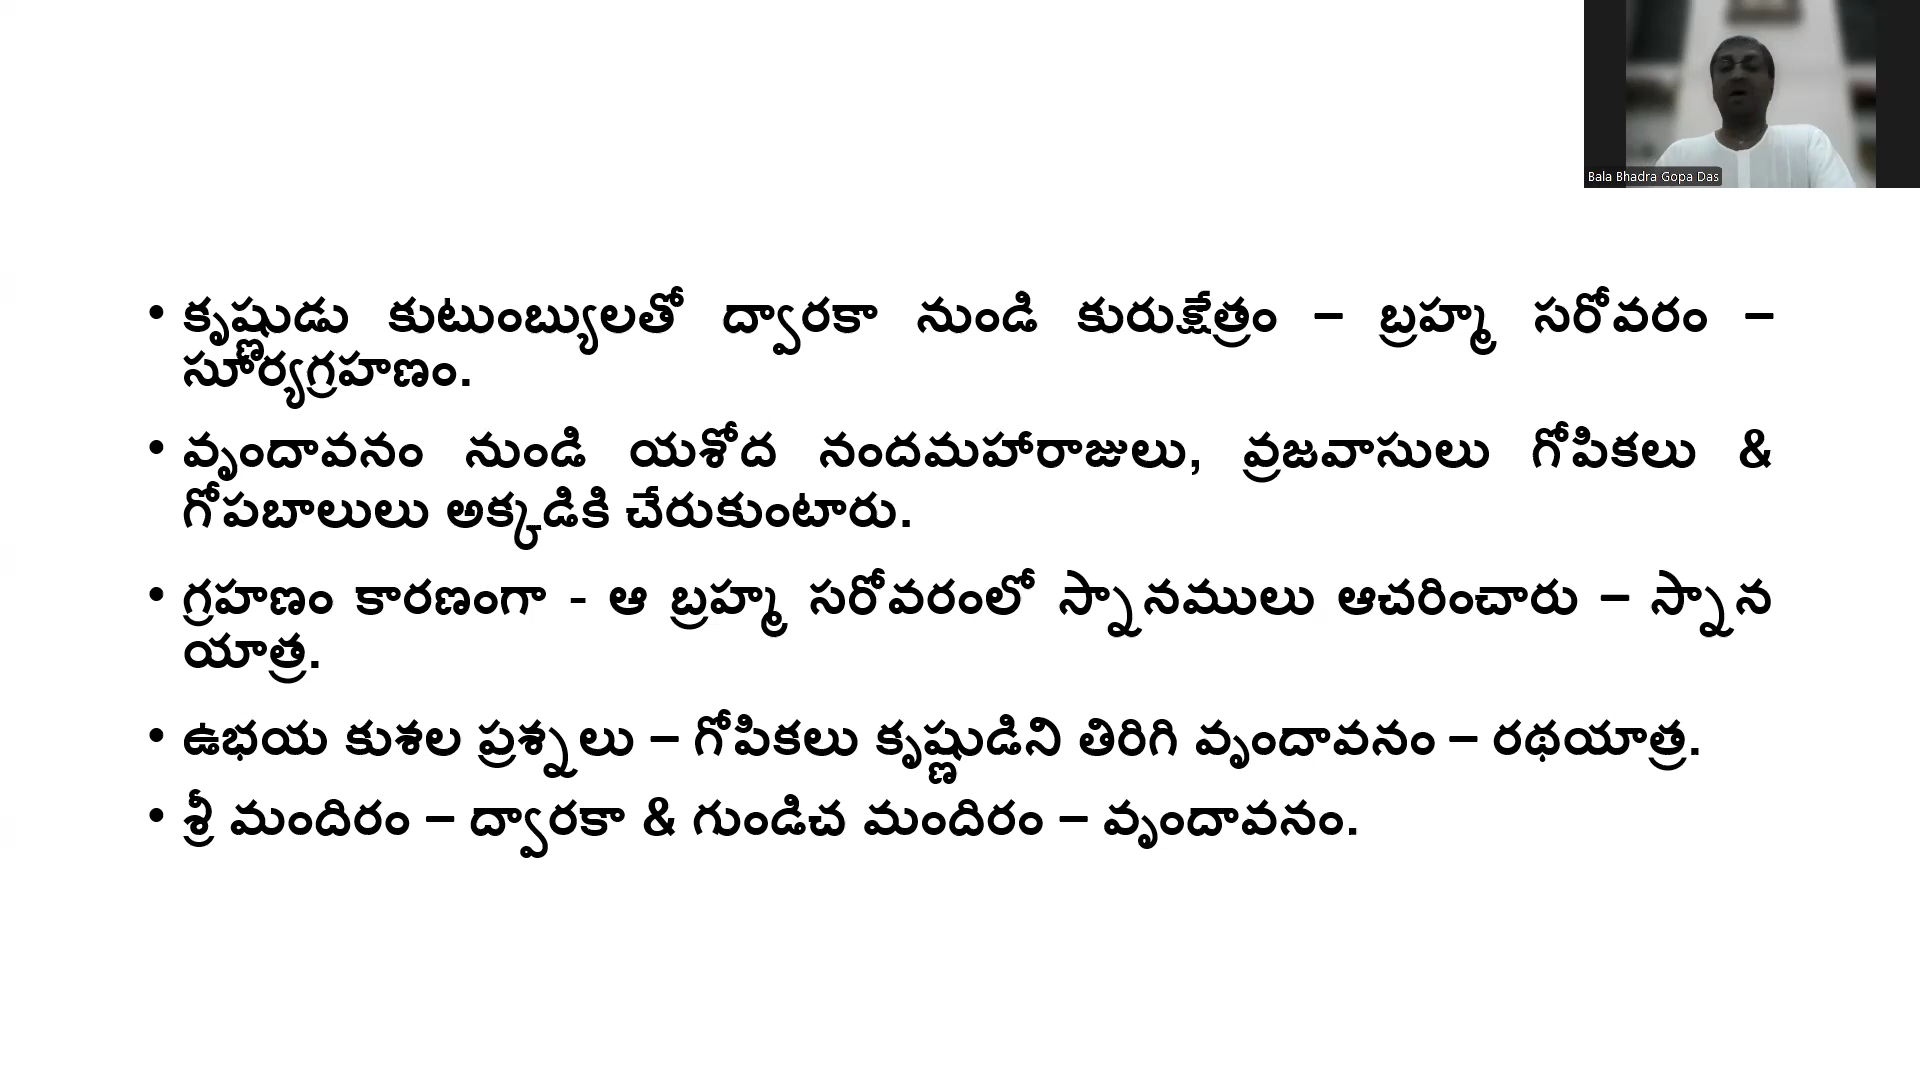 Bala Bhadra Gopa Das
• కృష్ణుడు కుటుంబ్యులతో ద్వారకా నుండి కురుక్షేత్రం – బ్రహ్మ సరోవరం –
సూర్యగ్రహణం.
• వృందావనం నుండి యశోద నందమహారాజులు, వ్రజవాసులు గోపికలు &
గోపబాలులు అక్కడికి చేరుకుంటారు.
• గ్రహణం కారణంగా - ఆ బ్రహ్మ సరోవరంలో స్నానములు ఆచరించారు – స్నాన
యాత్ర.
• ఉభయ కుశల ప్రశ్నలు – గోపికలు కృష్ణుడిని తిరిగి వృందావనం – రథయాత్ర.
• శ్రీ మందిరం – ద్వారకా & గుండిచ మందిరం – వృందావనం.